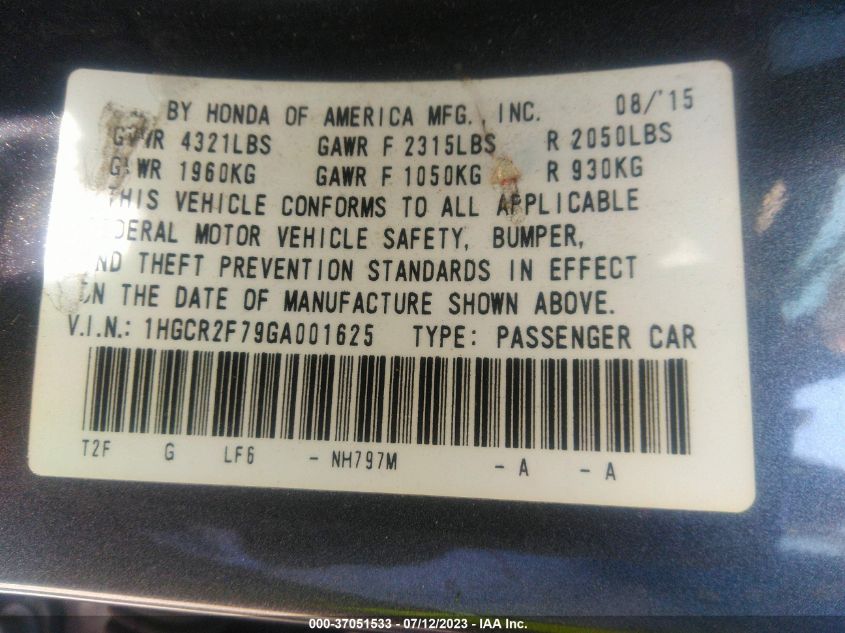 BY HONDA OF AMERICA MFG., INC. 08/'15
GVWR 4321LBS GAWR F 2315LBS R 2050LBS
GAWR 1960KG GAWR F 1050KG R 930KG
THIS VEHICLE CONFORMS TO ALL APPLICABLE
FEDERAL MOTOR VEHICLE SAFETY, BUMPER,
AND THEFT PREVENTION STANDARDS IN EFFECT
ON THE DATE OF MANUFACTURE SHOWN ABOVE.
V.I.N.: 1HGCR2F79GA001625 TYPE: PASSENGER CAR
T2F G LF6 - NH797M - A - A
000-37051533 - 07/12/2023 - IAA Inc.